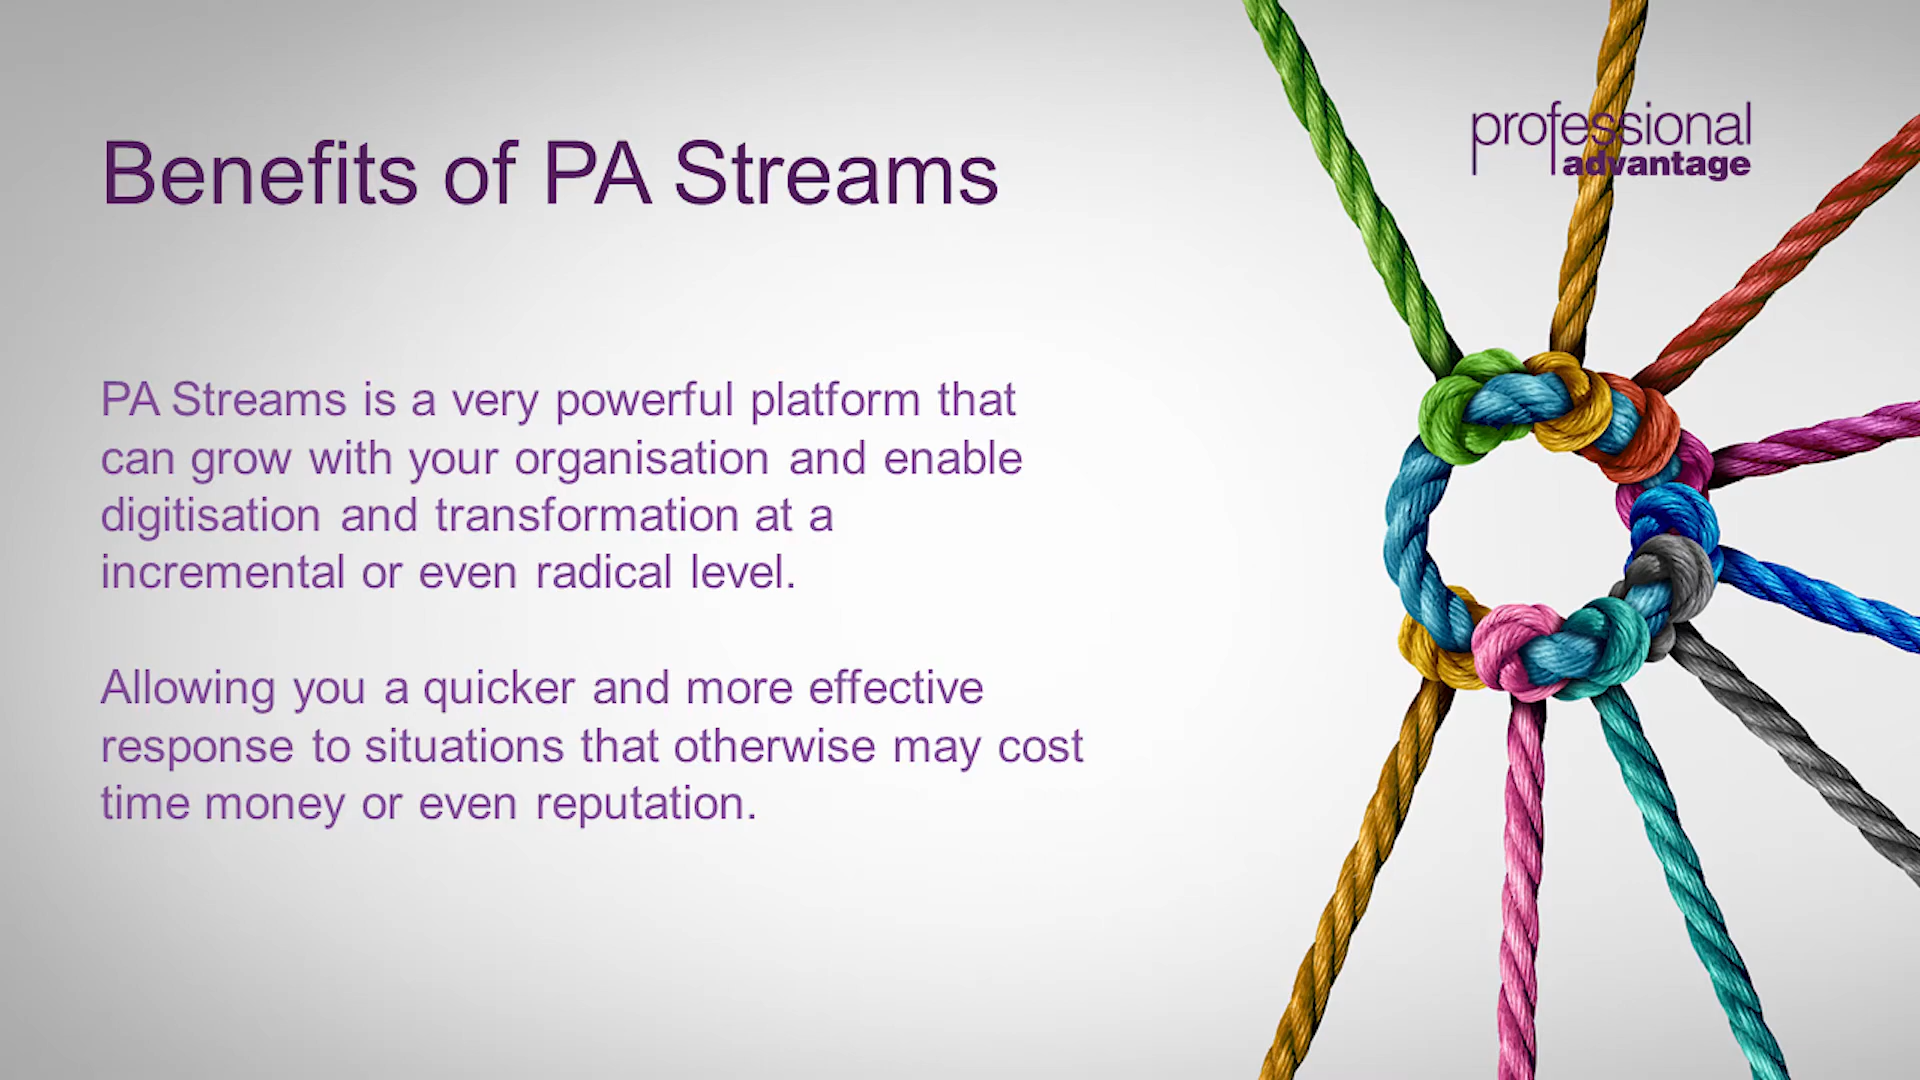 professional
advantage
Benefits of PA Streams
PA Streams is a very powerful platform that
can grow with your organisation and enable
digitisation and transformation at a
incremental or even radical level.
Allowing you a quicker and more effective
response to situations that otherwise may cost
time money or even reputation.